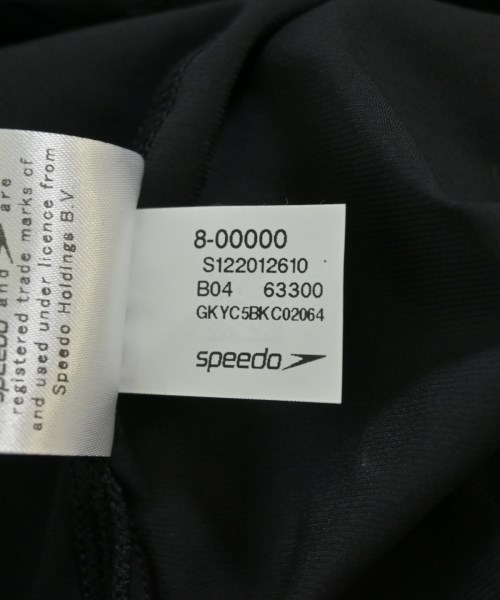 speedo and are
registered trade marks of
and used under licence from
Speedo Holdings B.V
8-00000
S122012610
B04 63300
GKYC5BKC02064
speedo